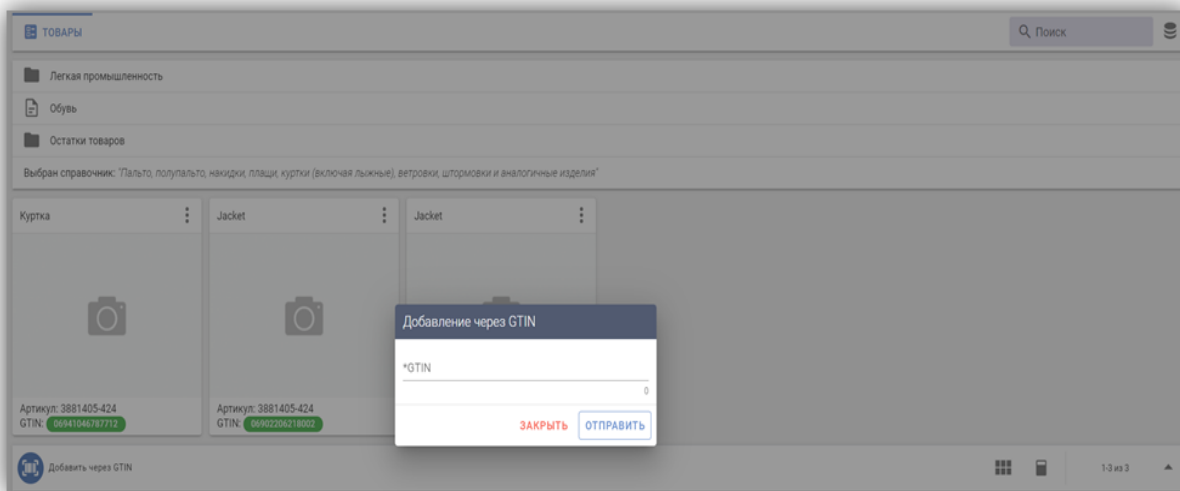 ТОВАРЫ
Поиск
Легкая промышленность
Обувь
Остатки товаров
Выбран справочник: "Пальто, полупальто, накидки, плащи, куртки (включая лыжные), ветровки, штормовки и аналогичные изделия"
Куртка
Jacket
Jacket
Добавление через GTIN
*GTIN
0
ЗАКРЫТЬ
ОТПРАВИТЬ
Артикул: 3881405-424
GTIN: 06941046787712
Артикул: 3881405-424
GTIN: 06902206218002
Добавить через GTIN
1-3 из 3